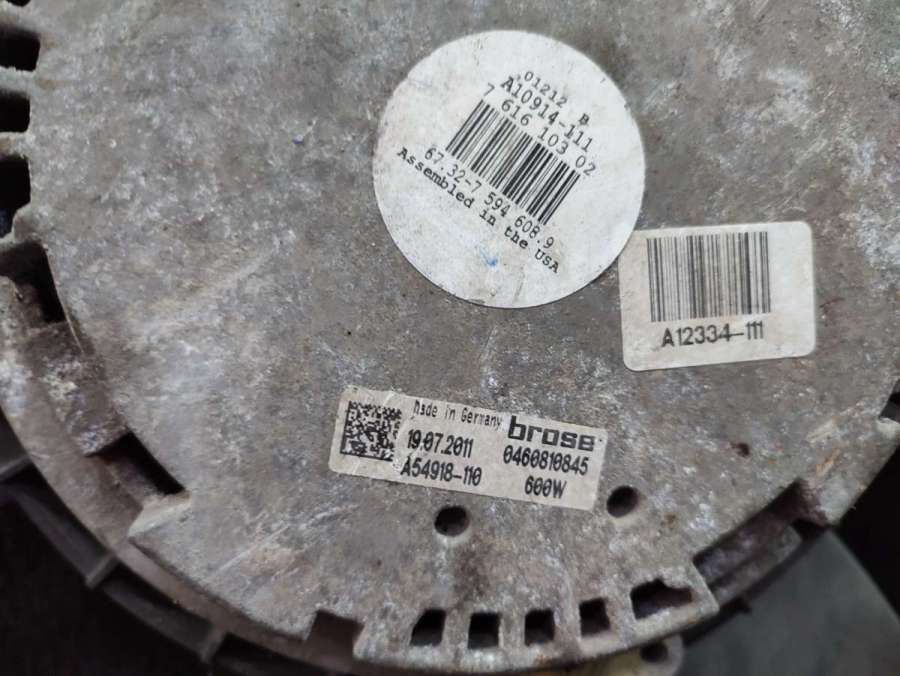 01212 B
A10914-111
7 616 103 02
67.32-7 594 608.9
Assembled in the USA
A12334-111
Made in Germany brose
19.07.2011 0460810845
A54918-110 600W